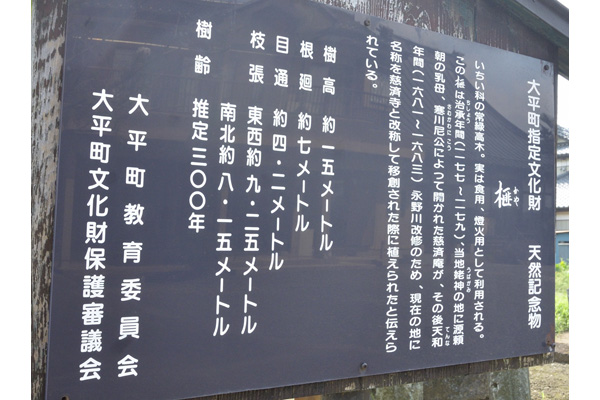 大平町指定文化財　天然記念物
榧
かや
いちい科の常緑高木。実は食用、燈火用として利用される。
この榧は治承年間(一一七七~一一七九)、当地姥神の地に源頼
朝の乳母、寒川尼公によって開かれた慈済庵が、その後天和
年間(一六八一~一六八三)永野川改修のため、現在の地に
名称を慈済寺と改称して移創された際に植えられたと伝えら
れている。
樹高　約一五メートル
根廻　約七メートル
目通　約四・二メートル
枝張　東西約九・二五メートル
南北約八・一五メートル
樹齢　推定三〇〇年
大平町教育委員会
大平町文化財保護審議会